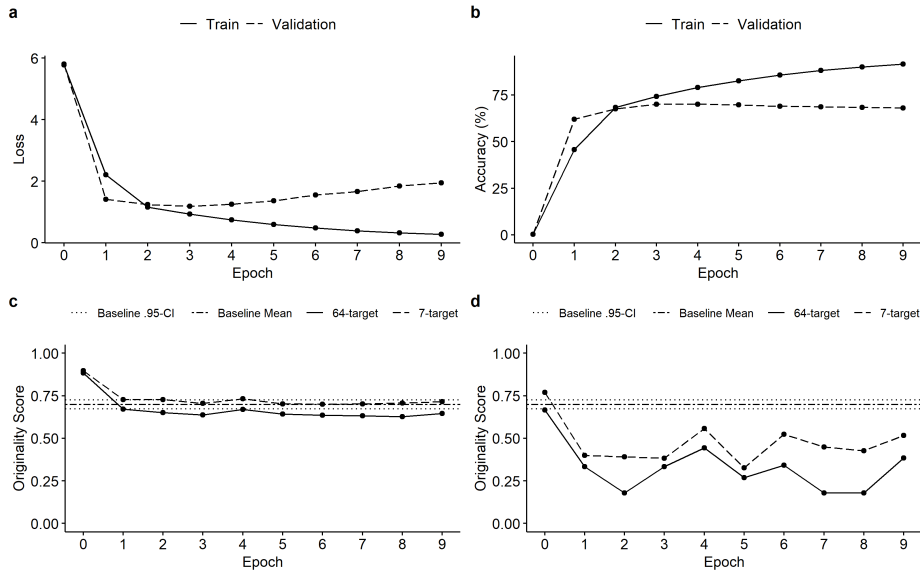 a
Train Validation
Loss
6
4
2
0
0 1 2 3 4 5 6 7 8 9
Epoch
b
Train Validation
Accuracy (%)
75
50
25
0
0 1 2 3 4 5 6 7 8 9
Epoch
c
Baseline .95-CI Baseline Mean 64-target 7-target
Originality Score
1.00
0.75
0.50
0.25
0.00
0 1 2 3 4 5 6 7 8 9
Epoch
d
Baseline .95-CI Baseline Mean 64-target 7-target
Originality Score
1.00
0.75
0.50
0.25
0.00
0 1 2 3 4 5 6 7 8 9
Epoch